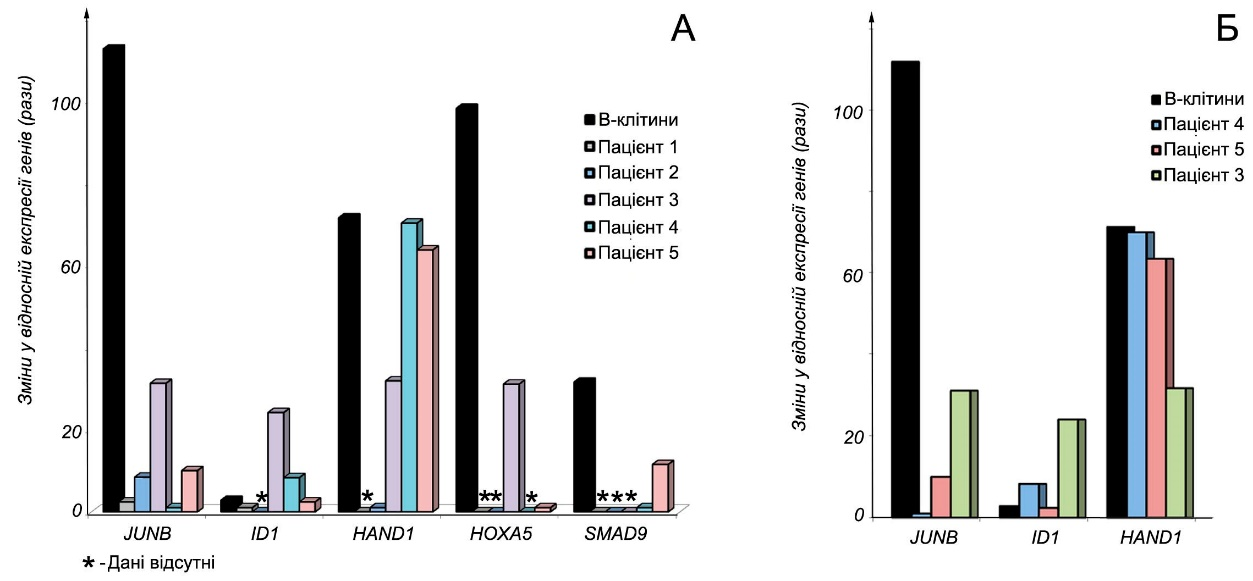 А
Зміни у відносній експресії генів (рази)
100
60
20
0
В-клітини
Пацієнт 1
Пацієнт 2
Пацієнт 3
Пацієнт 4
Пацієнт 5
*
* * * * *
* * *
JUNB ID1 HAND1 HOXA5 SMAD9
* - Дані відсутні
Б
Зміни у відносній експресії генів (рази)
100
60
20
0
В-клітини
Пацієнт 4
Пацієнт 5
Пацієнт 3
JUNB ID1 HAND1